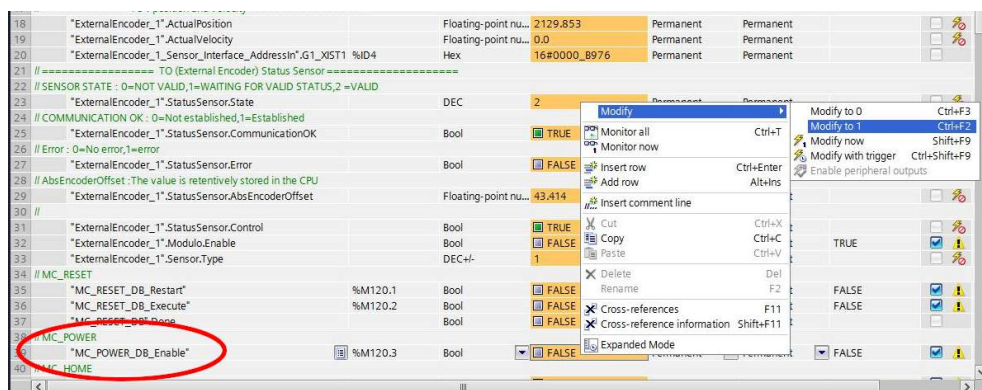 18 "ExternalEncoder_1".ActualPosition Floating-point nu... 2129.853 Permanent Permanent
19 "ExternalEncoder_1".ActualVelocity Floating-point nu... 0.0 Permanent Permanent
20 "ExternalEncoder_1_Sensor_Interface_AddressIn".G1_XIST1 %ID4 Hex 16#0000_B976 Permanent Permanent
21 // ================= TO (External Encoder) Status Sensor ===================
22 // SENSOR STATE : 0=NOT VALID,1=WAITING FOR VALID STATUS,2 =VALID
23 "ExternalEncoder_1".StatusSensor.State DEC 2 Permanent Permanent
24 // COMMUNICATION OK : 0=Not established,1=Established
25 "ExternalEncoder_1".StatusSensor.CommunicationOK Bool TRUE
26 // Error : 0=No error,1=error
27 "ExternalEncoder_1".StatusSensor.Error Bool FALSE
28 // AbsEncoderOffset :The value is retentively stored in the CPU
29 "ExternalEncoder_1".StatusSensor.AbsEncoderOffset Floating-point nu... 43.414
30 //
31 "ExternalEncoder_1".StatusSensor.Control Bool TRUE
32 "ExternalEncoder_1".Modulo.Enable Bool FALSE TRUE
33 "ExternalEncoder_1".Sensor.Type DEC+/- 1
34 // MC_RESET
35 "MC_RESET_DB_Restart" %M120.1 Bool FALSE FALSE
36 "MC_RESET_DB_Execute" %M120.2 Bool FALSE FALSE
37 "MC_RESET_DB".Done Bool FALSE
38 // MC_POWER
39 "MC_POWER_DB_Enable" %M120.3 Bool FALSE Permanent Permanent FALSE
40 // MC_HOME
Modify
Monitor all Ctrl+T
Monitor now
Insert row Ctrl+Enter
Add row Alt+Ins
Insert comment line
Cut Ctrl+X
Copy Ctrl+C
Paste Ctrl+V
Delete Del
Rename F2
Cross-references F11
Cross-reference information Shift+F11
Expanded Mode
Modify to 0 Ctrl+F3
Modify to 1 Ctrl+F2
Modify now Shift+F9
Modify with trigger Ctrl+Shift+F9
Enable peripheral outputs